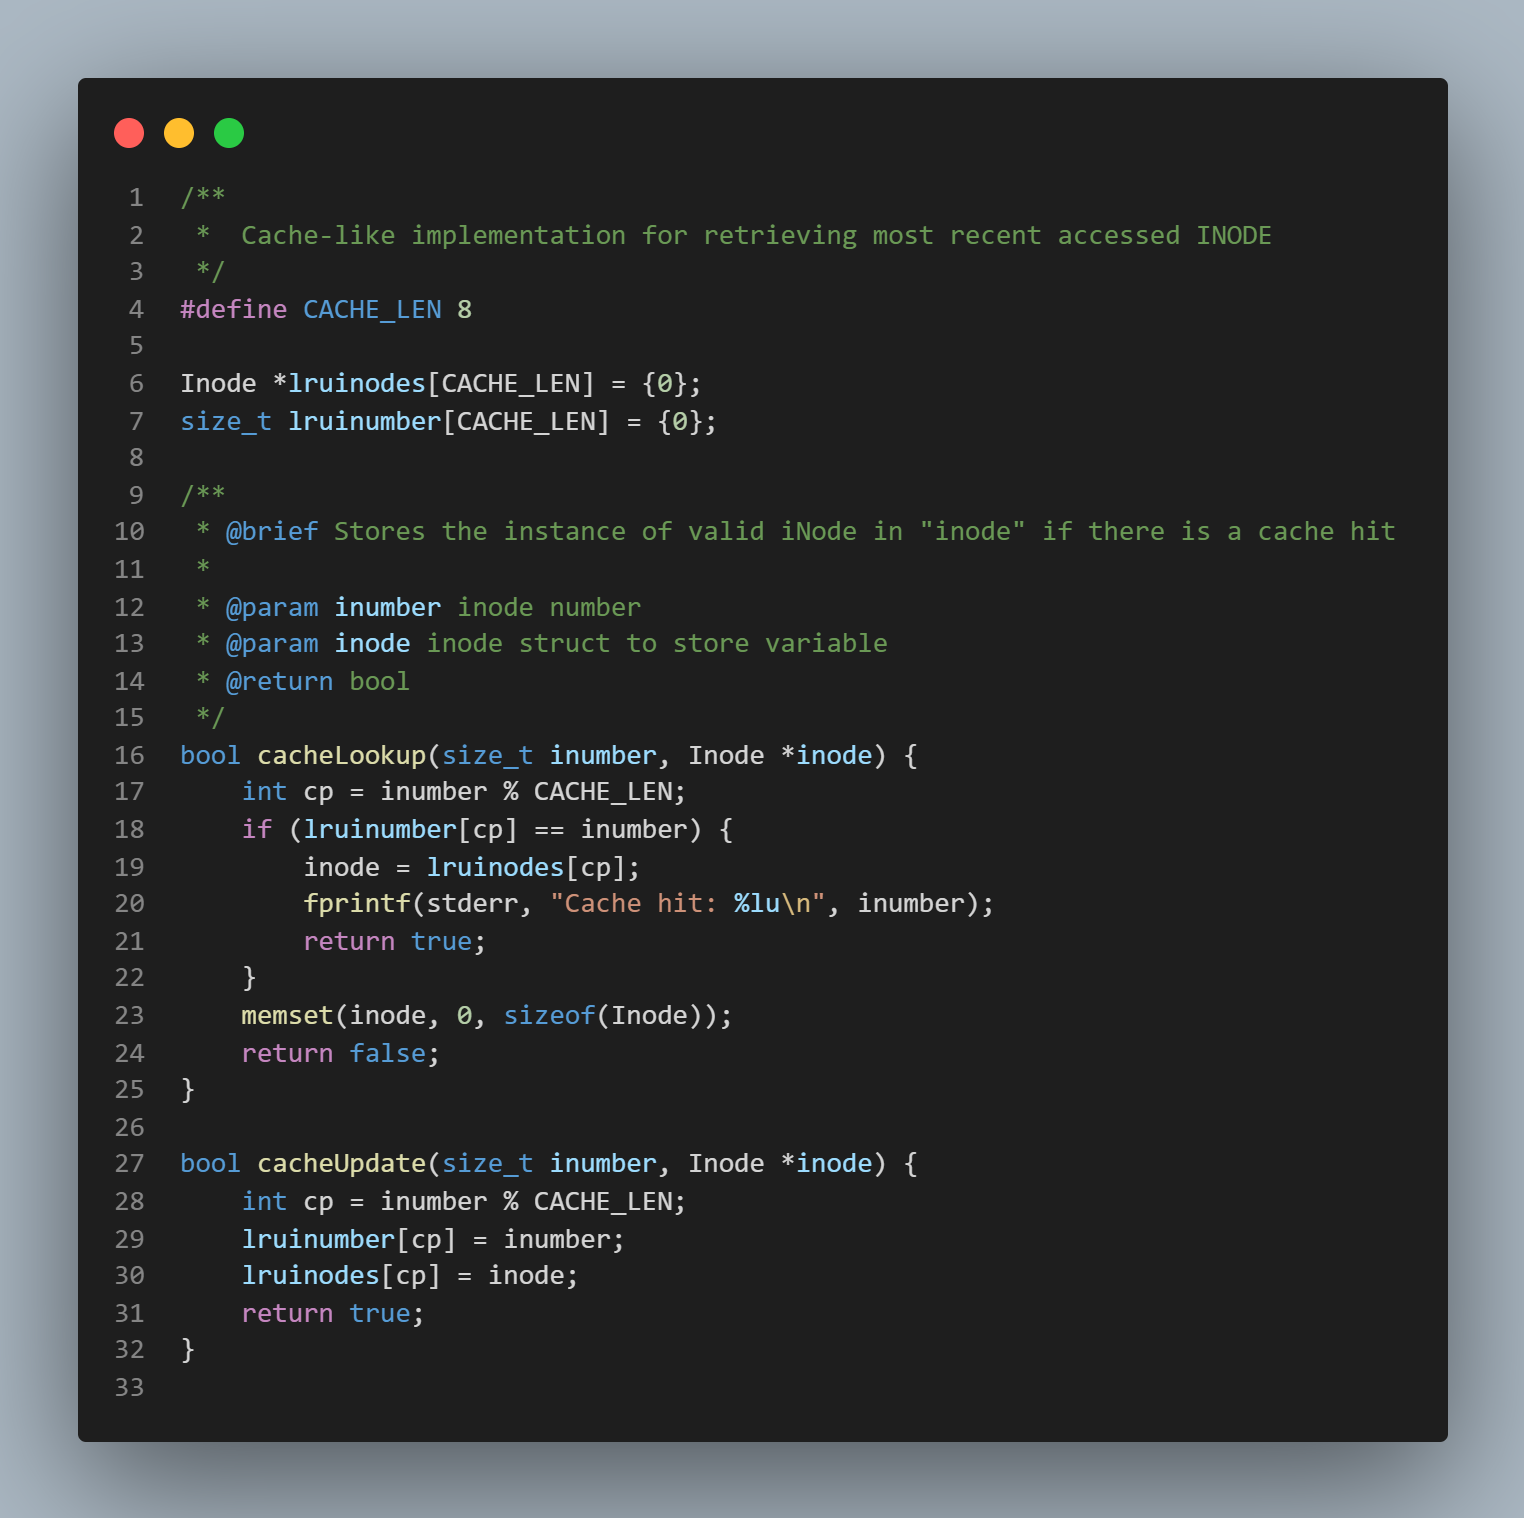 1 /**
2  *  Cache-like implementation for retrieving most recent accessed INODE
3  */
4 #define CACHE_LEN 8
5
6 Inode *lruinodes[CACHE_LEN] = {0};
7 size_t lruinumber[CACHE_LEN] = {0};
8
9 /**
10  * @brief Stores the instance of valid iNode in "inode" if there is a cache hit
11  *
12  * @param inumber inode number
13  * @param inode inode struct to store variable
14  * @return bool
15  */
16 bool cacheLookup(size_t inumber, Inode *inode) {
17     int cp = inumber % CACHE_LEN;
18     if (lruinumber[cp] == inumber) {
19         inode = lruinodes[cp];
20         fprintf(stderr, "Cache hit: %lu\n", inumber);
21         return true;
22     }
23     memset(inode, 0, sizeof(Inode));
24     return false;
25 }
26
27 bool cacheUpdate(size_t inumber, Inode *inode) {
28     int cp = inumber % CACHE_LEN;
29     lruinumber[cp] = inumber;
30     lruinodes[cp] = inode;
31     return true;
32 }
33